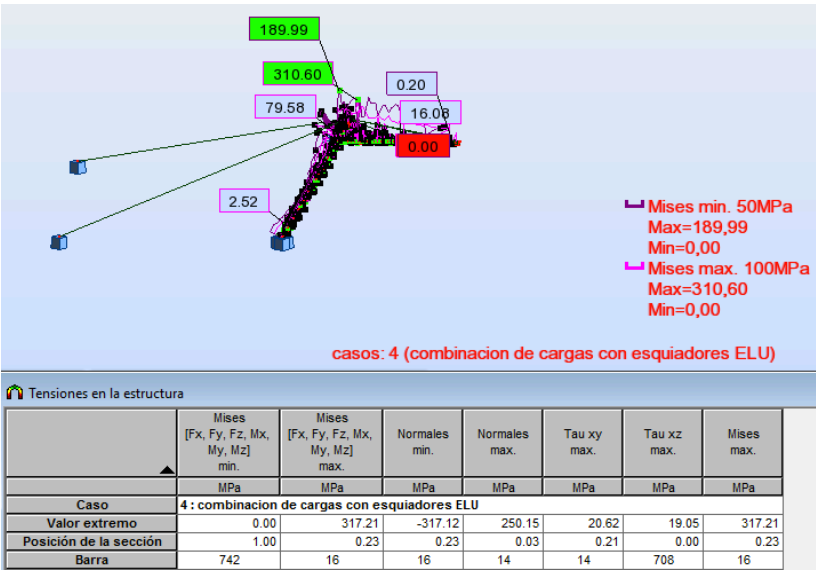 189.99
310.60
0.20
79.58
16.08
0.00
2.52
Mises min. 50MPa
Max=189,99
Min=0,00
Mises max. 100MPa
Max=310,60
Min=0,00
casos: 4 (combinacion de cargas con esquiadores ELU)
Tensiones en la estructura
Mises [Fx, Fy, Fz, Mx, My, Mz] min. Mises [Fx, Fy, Fz, Mx, My, Mz] max. Normales min. Normales max. Tau xy max. Tau xz max. Mises max.
MPa MPa MPa MPa MPa MPa MPa
Caso 4 : combinacion de cargas con esquiadores ELU
Valor extremo 0.00 317.21 -317.12 250.15 20.62 19.05 317.21
Posición de la sección 1.00 0.23 0.23 0.03 0.21 0.00 0.23
Barra 742 16 16 14 14 708 16